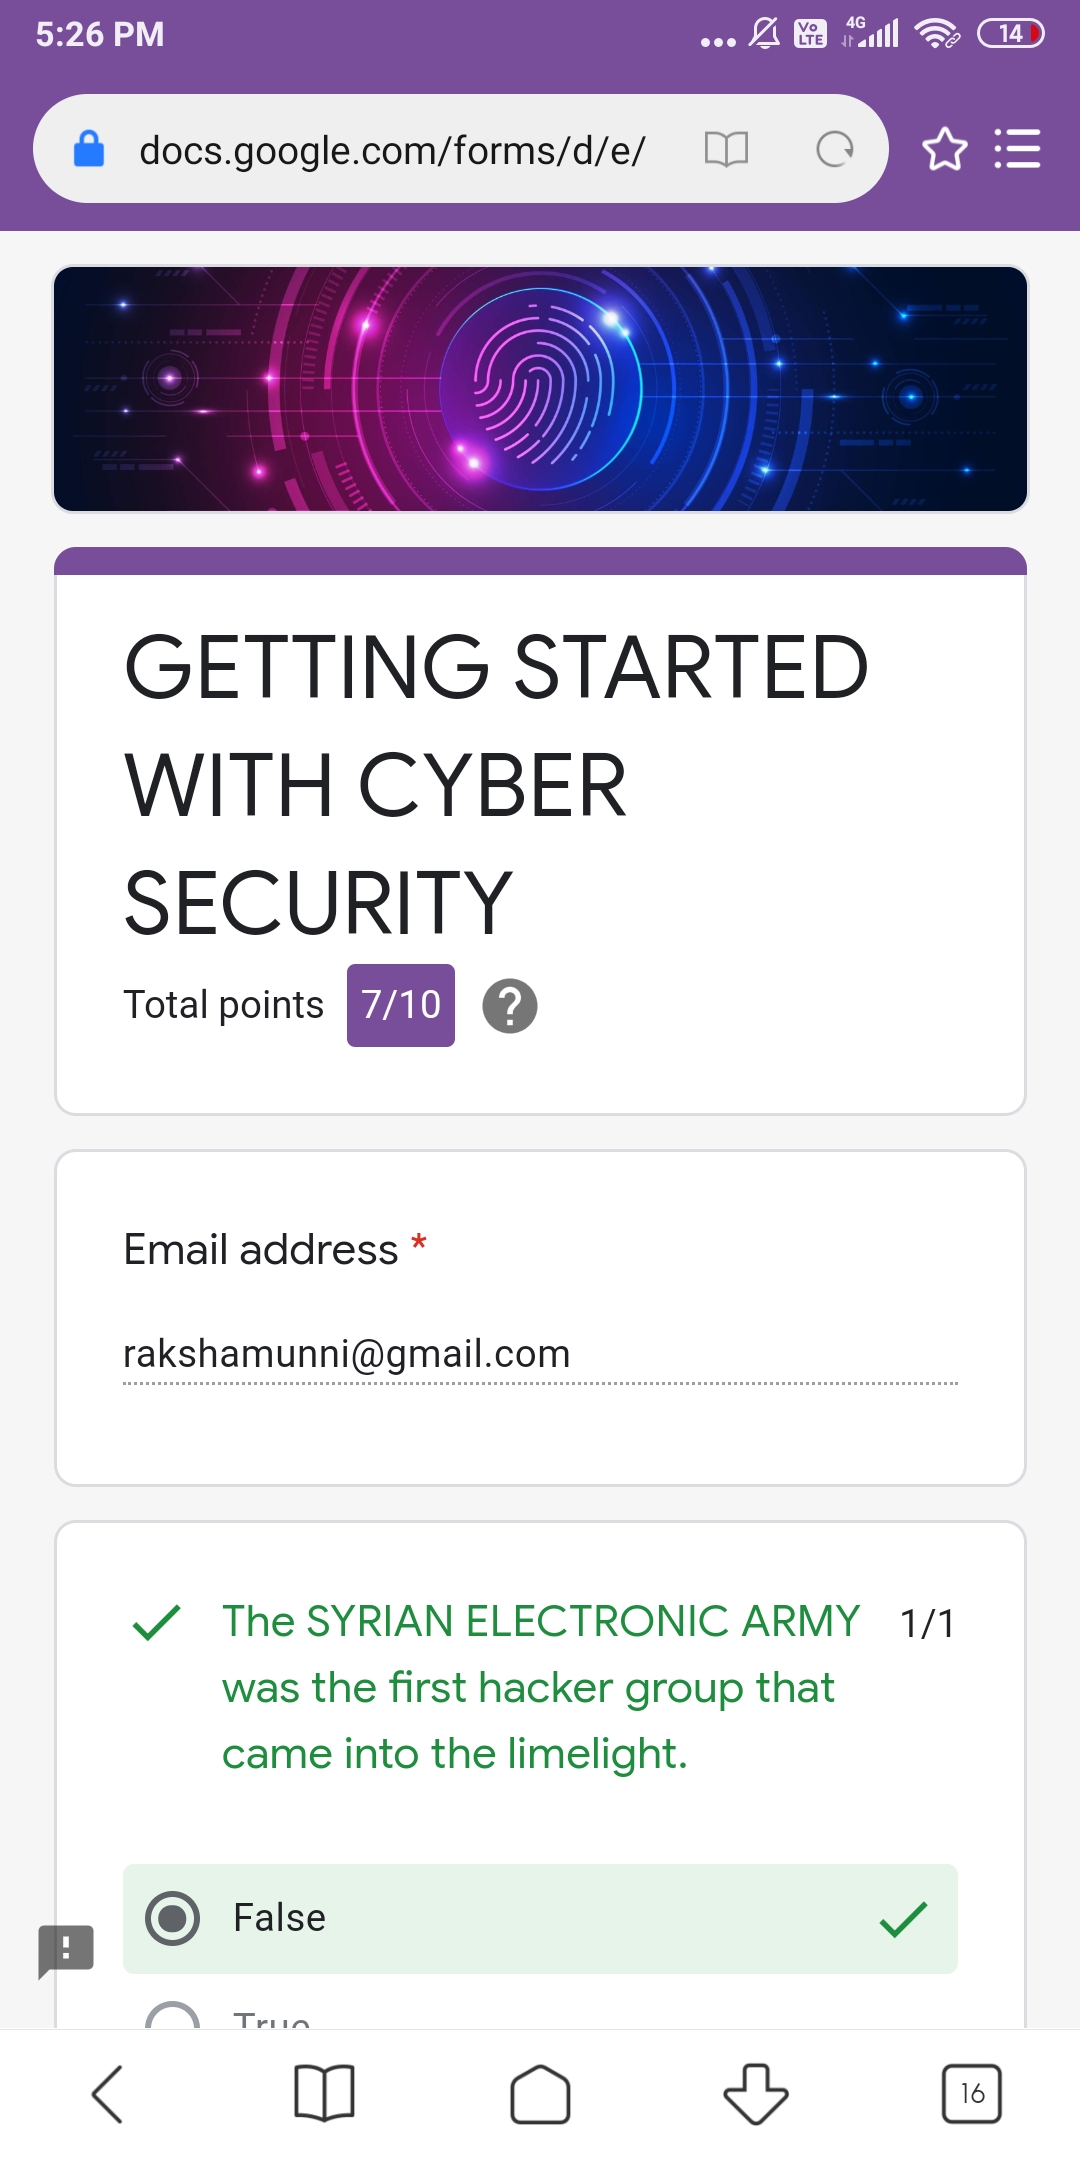 5:26 PM
Vo LTE
4G
14
docs.google.com/forms/d/e/
GETTING STARTED
WITH CYBER
SECURITY
Total points 7/10 ?
Email address *
rakshamunni@gmail.com
The SYRIAN ELECTRONIC ARMY 1/1
was the first hacker group that
came into the limelight.
False
True
16